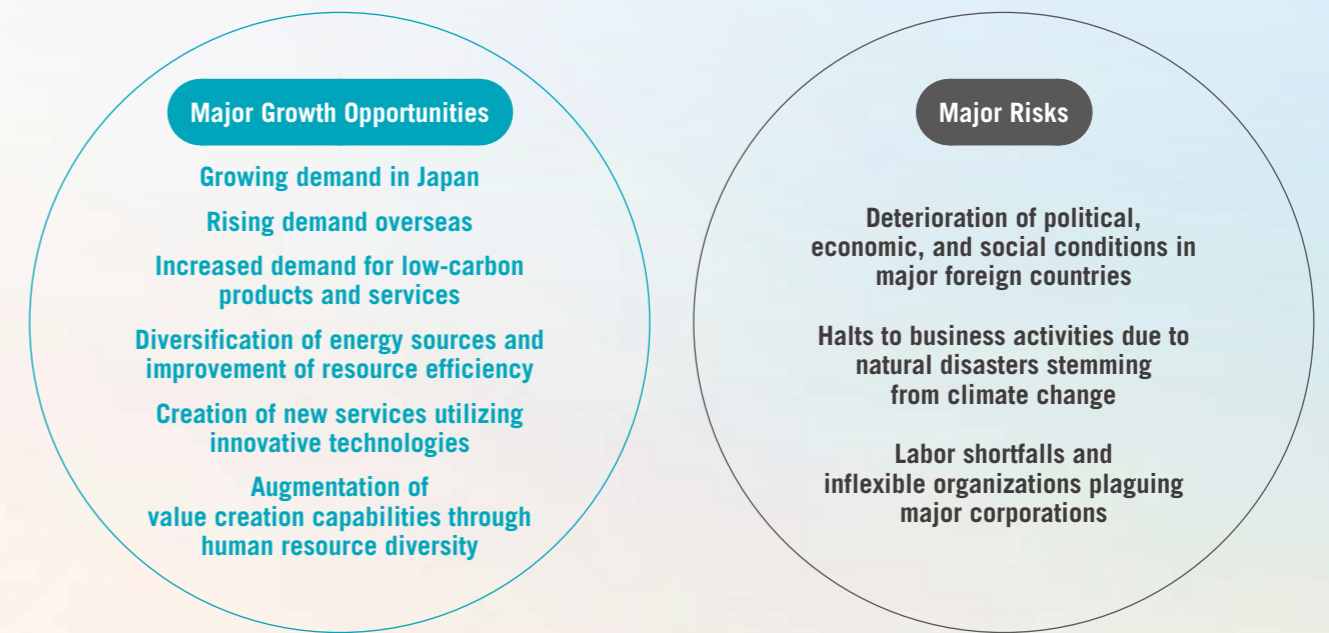 Major Growth Opportunities
Growing demand in Japan
Rising demand overseas
Increased demand for low-carbon
products and services
Diversification of energy sources and
improvement of resource efficiency
Creation of new services utilizing
innovative technologies
Augmentation of
value creation capabilities through
human resource diversity
Major Risks
Deterioration of political,
economic, and social conditions in
major foreign countries
Halts to business activities due to
natural disasters stemming
from climate change
Labor shortfalls and
inflexible organizations plaguing
major corporations